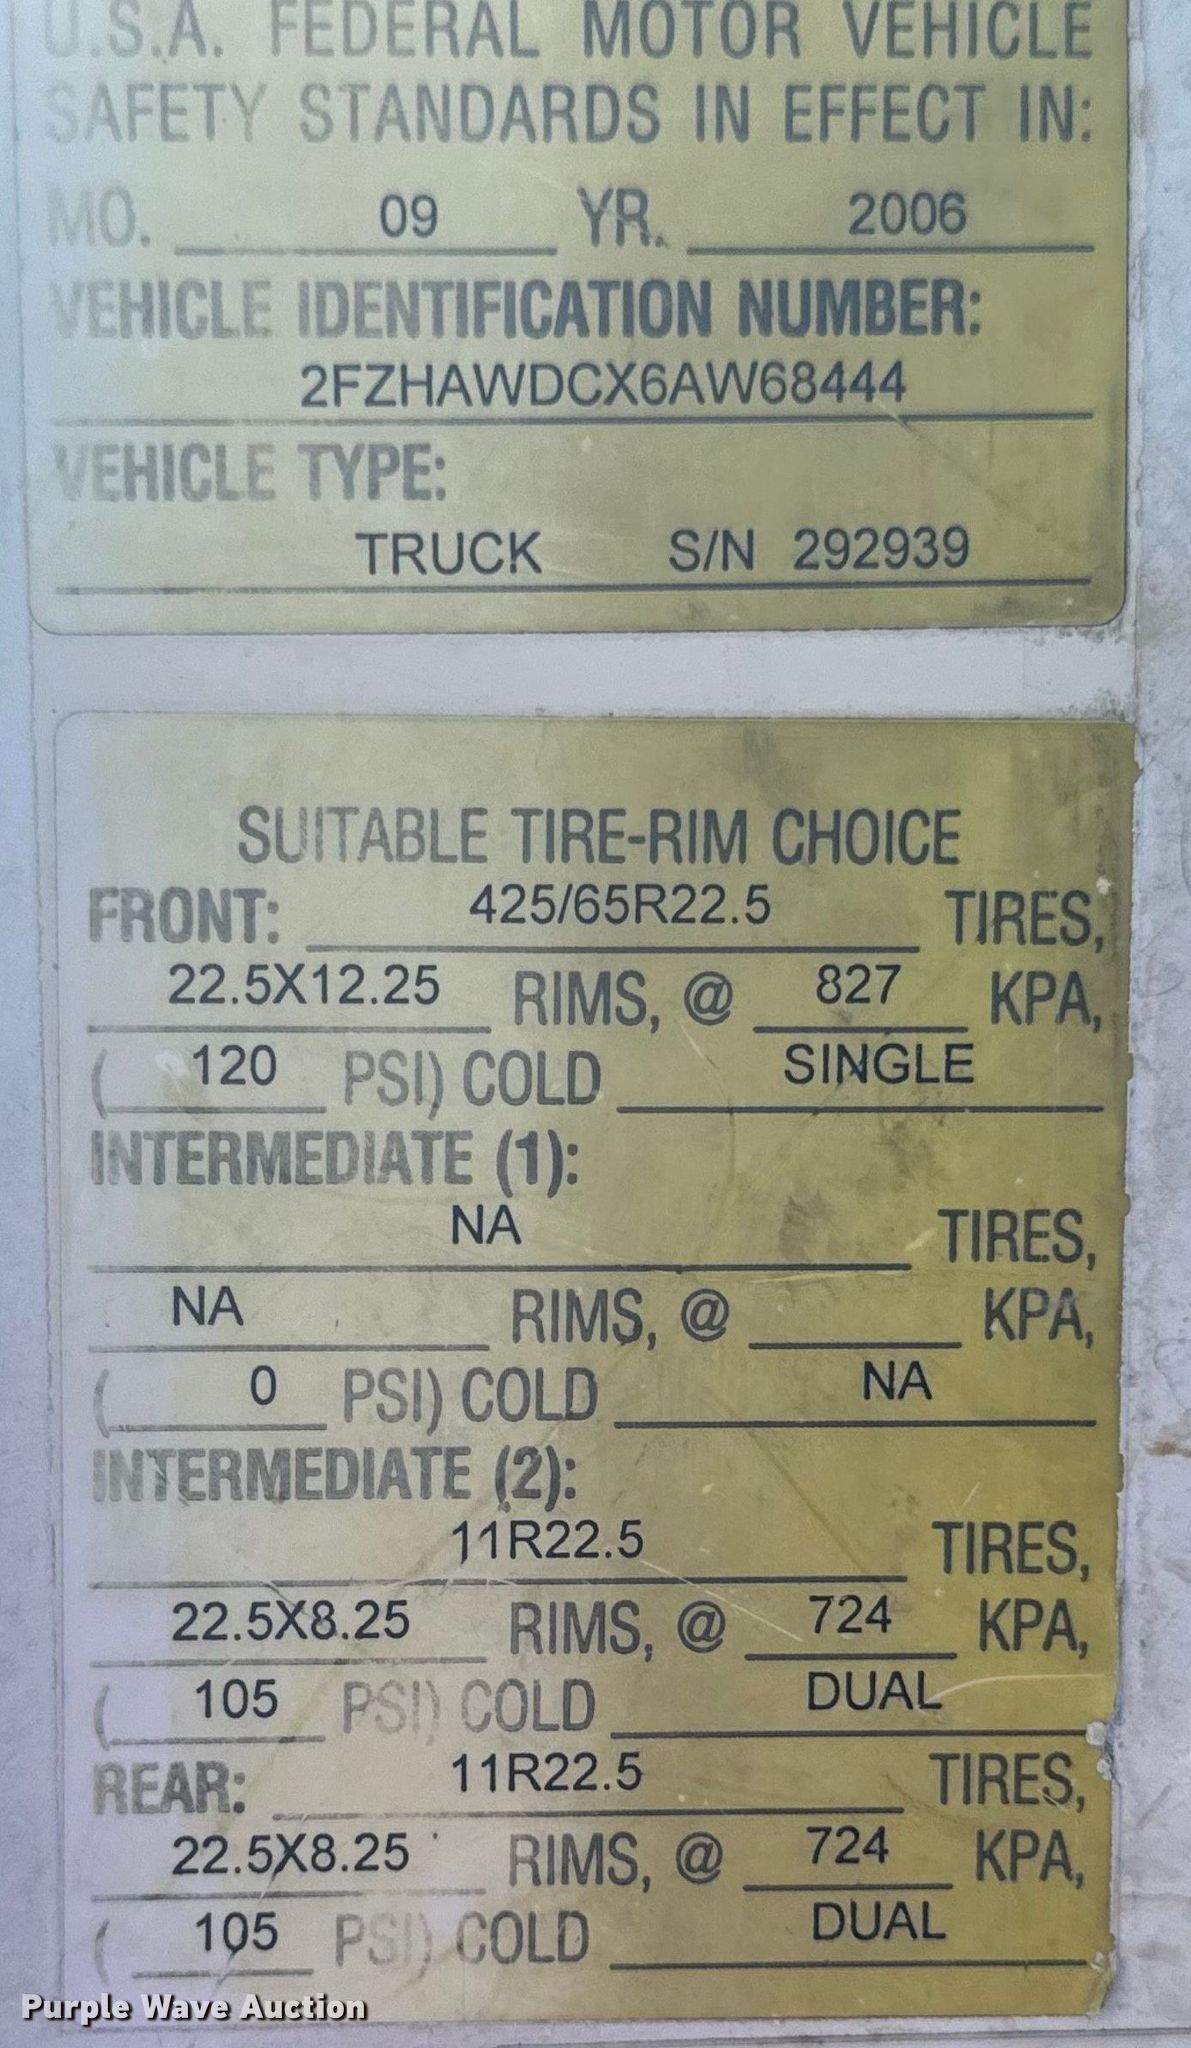 U.S.A. FEDERAL MOTOR VEHICLE
SAFETY STANDARDS IN EFFECT IN:
MO. 09 YR. 2006
VEHICLE IDENTIFICATION NUMBER:
2FZHAWDCX6AW68444
VEHICLE TYPE:
TRUCK S/N 292939
SUITABLE TIRE-RIM CHOICE
FRONT: 425/65R22.5 TIRES,
22.5X12.25 RIMS, @ 827 KPA,
( 120 PSI) COLD SINGLE
INTERMEDIATE (1):
NA TIRES,
NA RIMS, @ KPA,
( 0 PSI) COLD NA
INTERMEDIATE (2):
11R22.5 TIRES,
22.5X8.25 RIMS, @ 724 KPA,
( 105 PSI) COLD DUAL
REAR: 11R22.5 TIRES,
22.5X8.25 RIMS, @ 724 KPA,
( 105 PSI) COLD DUAL
Purple Wave Auction